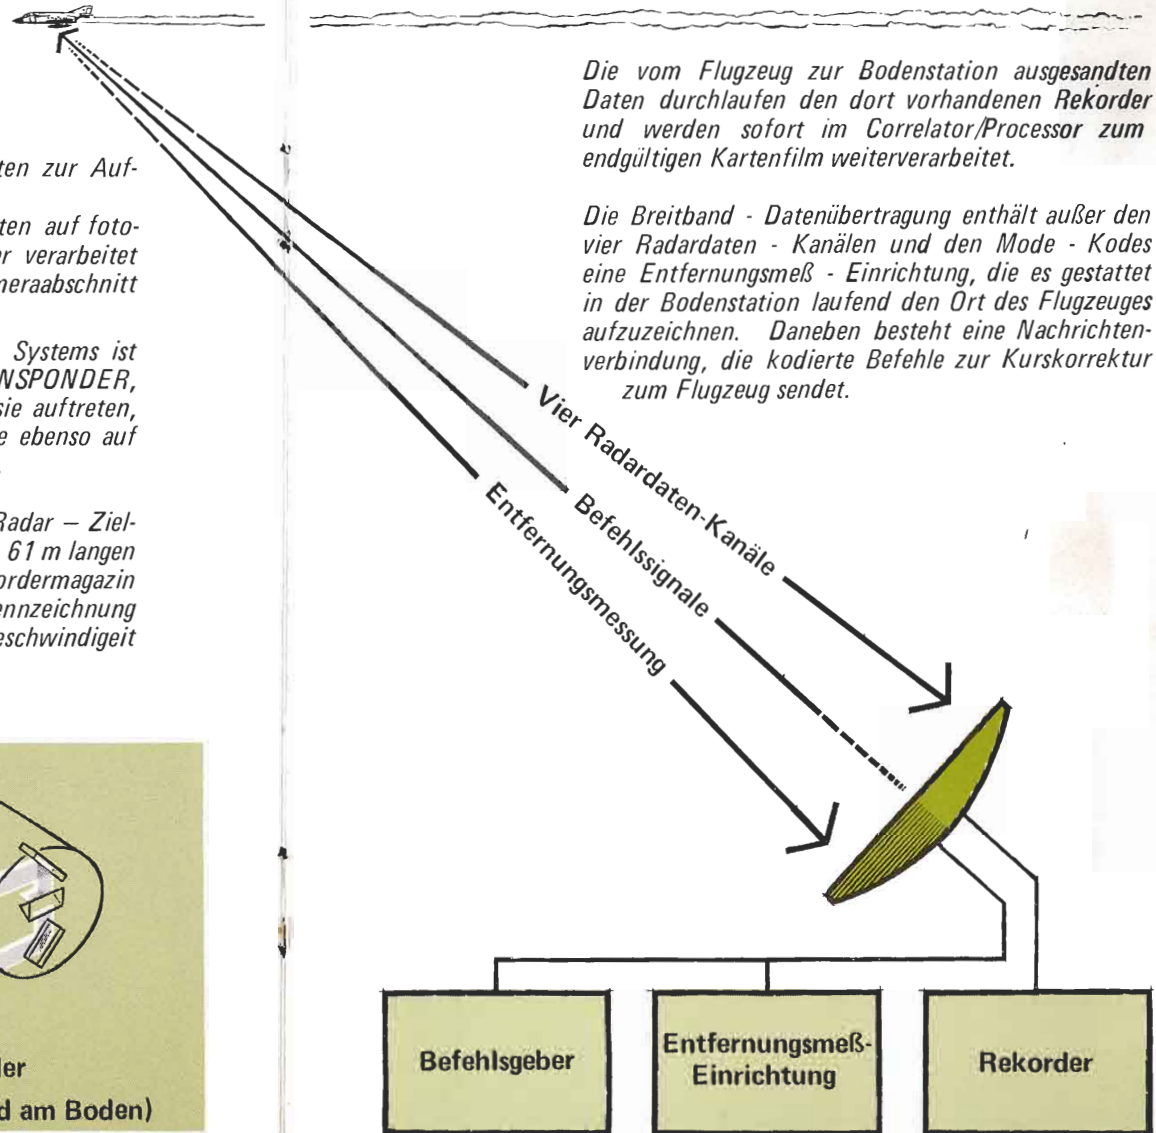 ten zur Auf-
ten auf foto-
r verarbeitet
neraabschnitt
Systems ist
NSPONDER,
sie auftreten,
e ebenso auf
Radar – Ziel-
61 m langen
ordermagazin
ennzeichnung
eschwindigeit
Die vom Flugzeug zur Bodenstation ausgesandten
Daten durchlaufen den dort vorhandenen Rekorder
und werden sofort im Correlator/Processor zum
endgültigen Kartenfilm weiterverarbeitet.
Die Breitband - Datenübertragung enthält außer den
vier Radardaten - Kanälen und den Mode - Kodes
eine Entfernungsmeß - Einrichtung, die es gestattet
in der Bodenstation laufend den Ort des Flugzeuges
aufzuzeichnen. Daneben besteht eine Nachrichten-
verbindung, die kodierte Befehle zur Kurskorrektur
zum Flugzeug sendet.
Vier Radardaten-Kanäle
Befehlssignale
Entfernungsmessung
ler
d am Boden)
Befehlsgeber
Entfernungsmeß-
Einrichtung
Rekorder